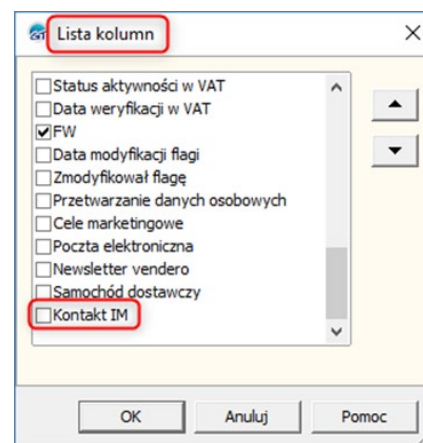 Lista kolumn
Status aktywności w VAT
Data weryfikacji w VAT
FW
Data modyfikacji flagi
Zmodyfikował flagę
Przetwarzanie danych osobowych
Cele marketingowe
Poczta elektroniczna
Newsletter vendero
Samochód dostawczy
Kontakt IM
OK Anuluj Pomoc